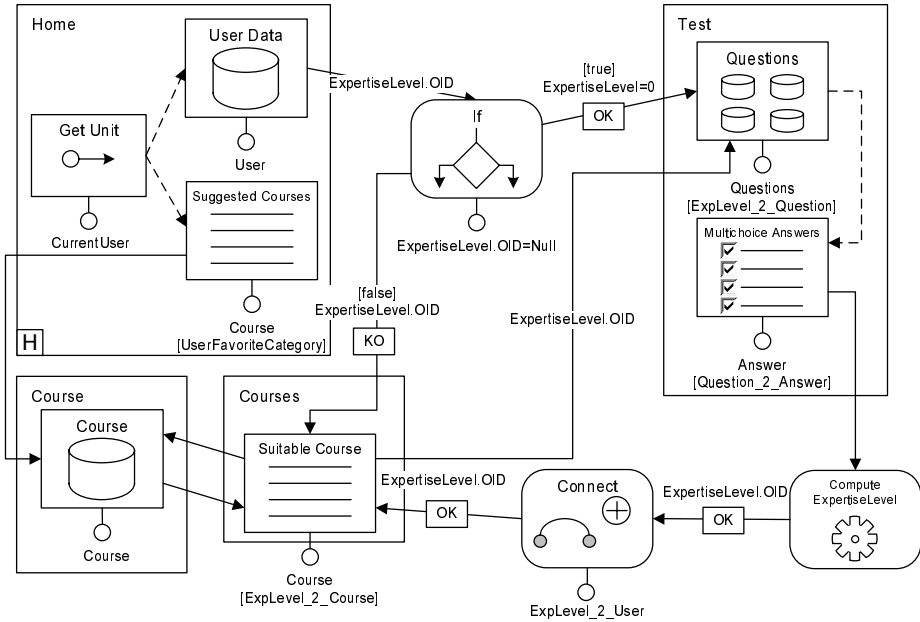 Home
User Data
User
Get Unit
CurrentUser
Suggested Courses
Course
[UserFavoriteCategory]
H
ExpertiseLevel.OID
If
ExpertiseLevel.OID=Null
[true]
ExpertiseLevel=0
OK
[false]
ExpertiseLevel.OID
KO
Test
Questions
Questions
[ExpLevel_2_Question]
Multichoice Answers
Answer
[Question_2_Answer]
ExpertiseLevel.OID
Course
Course
Course
Courses
Suitable Course
Course
[ExpLevel_2_Course]
ExpertiseLevel.OID
OK
Connect
ExpLevel_2_User
ExpertiseLevel.OID
OK
Compute
ExpertiseLevel